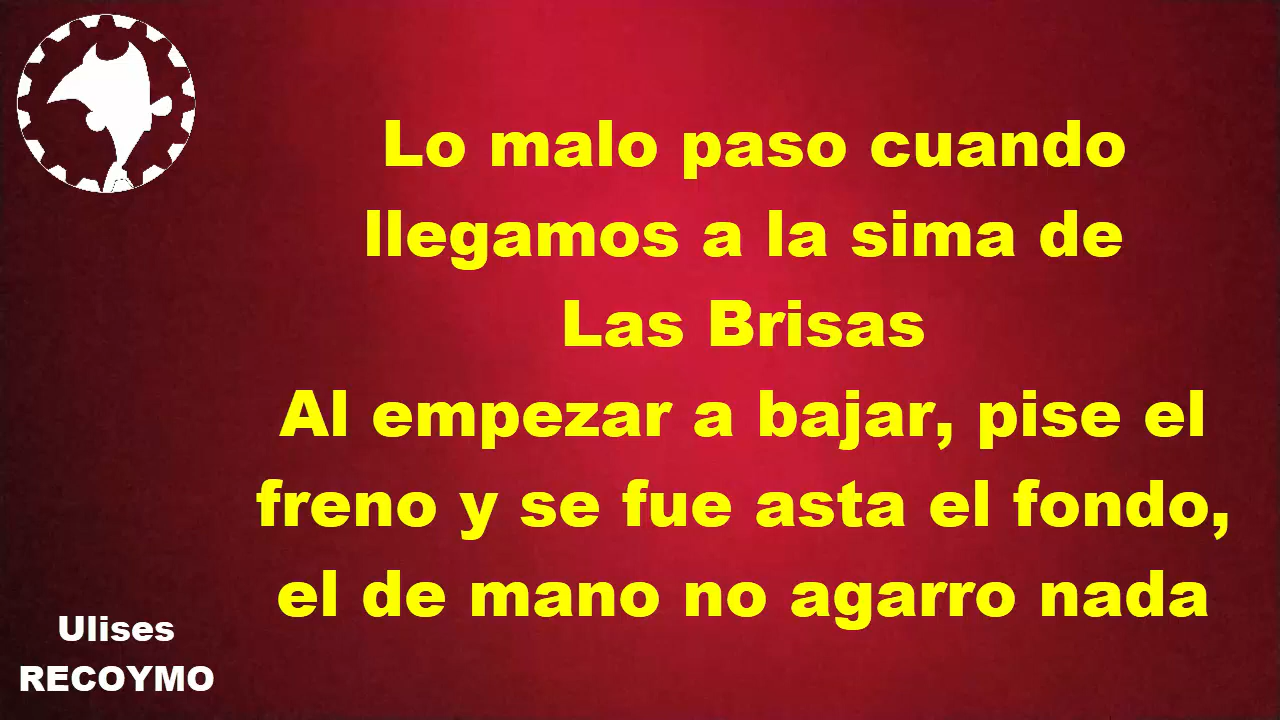 Lo malo paso cuando
llegamos a la sima de
Las Brisas
Al empezar a bajar, pise el
freno y se fue asta el fondo,
el de mano no agarro nada
Ulises
RECOYMO